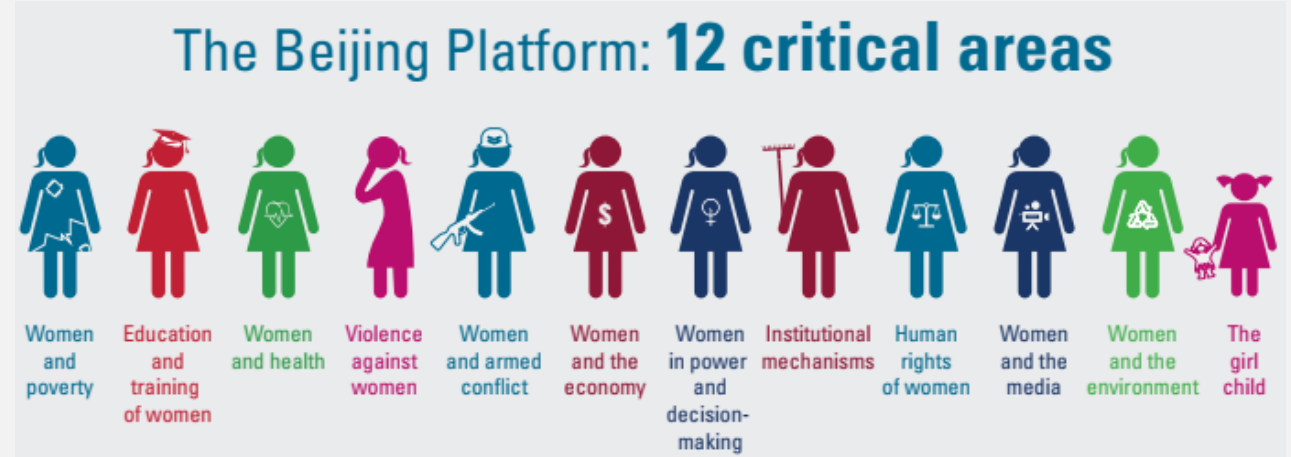 The Beijing Platform: 12 critical areas
$
Women
and
poverty
Education
and
training
of women
Women
and health
Violence
against
women
Women
and armed
conflict
Women
and the
economy
Women
in power
and
decision-
making
Institutional
mechanisms
Human
rights
of women
Women
and the
media
Women
and the
environment
The
girl
child